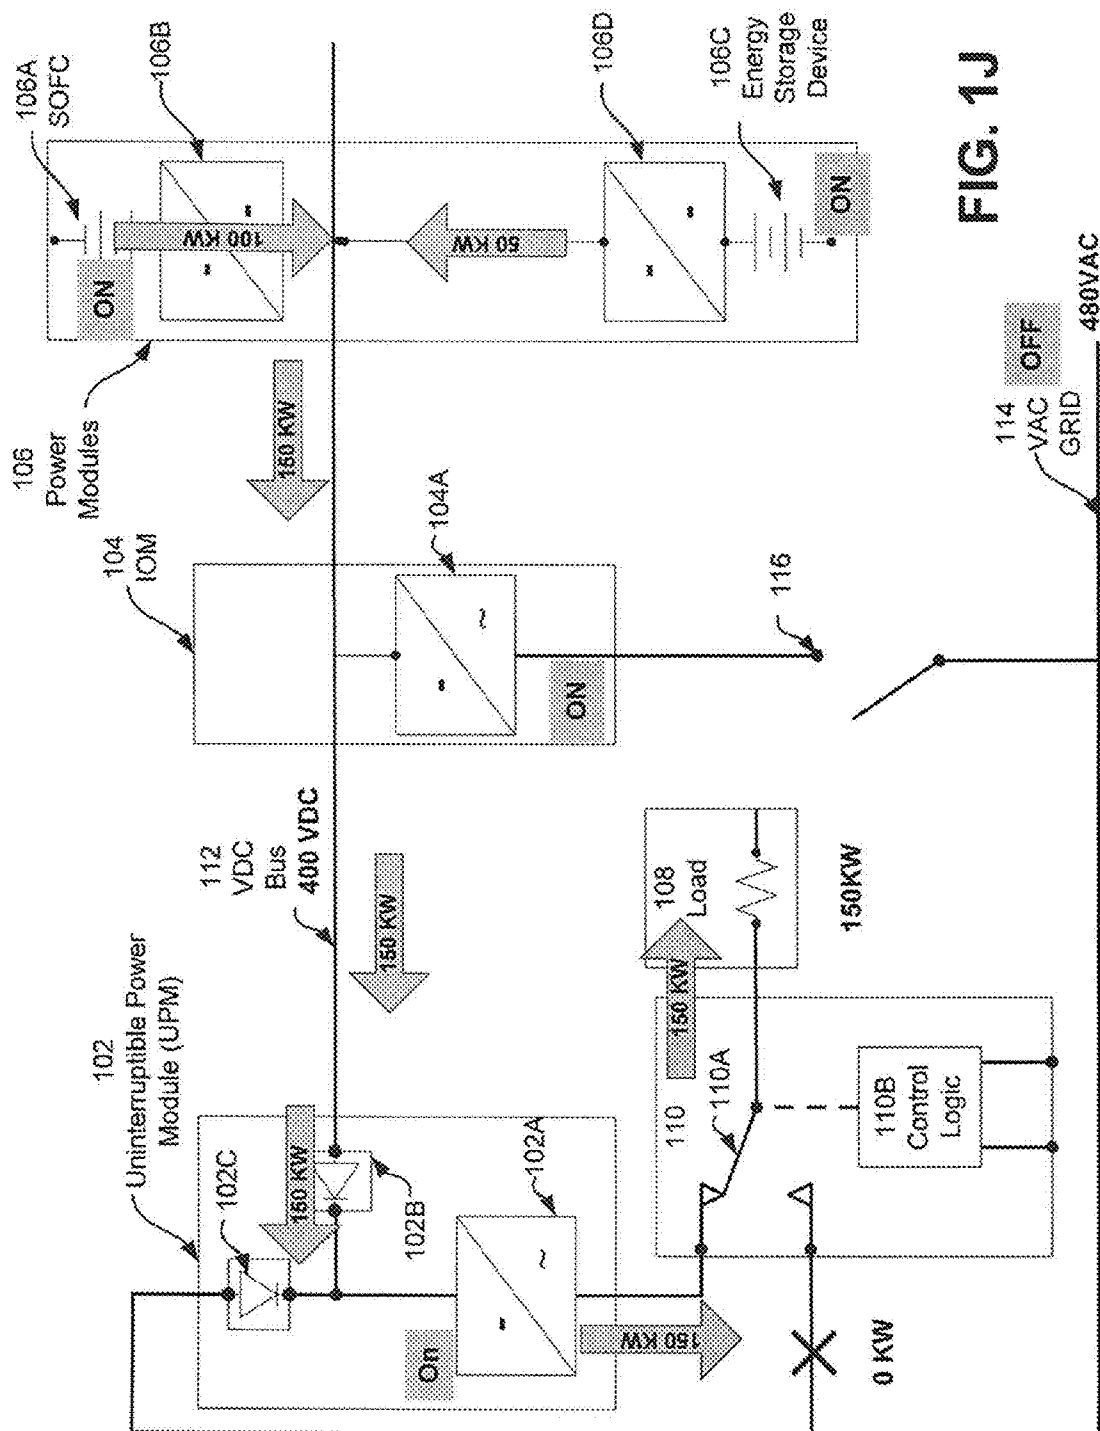 102
Uninterruptible Power
Module (UPM)
102C
150 KW
102B
On
102A
150 KW
112
VDC
Bus
400 VDC
150 KW
104
IOM
104A
ON
106
Power
Modules
150 KW
106A
SOFC
ON
100 KW
106B
50 KW
106D
106C
Energy
Storage
Device
ON
110
110A
150 KW
108
Load
150KW
110B
Control
Logic
0 KW
116
114
VAC
GRID
OFF
480VAC
FIG. 1J